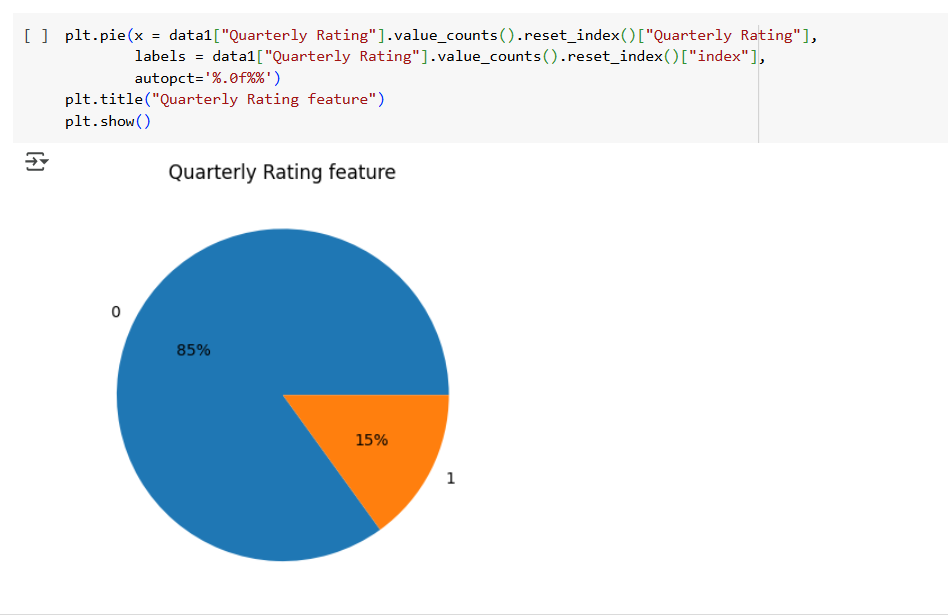 [ ] plt.pie(x = data1["Quarterly Rating"].value_counts().reset_index()["Quarterly Rating"],
labels = data1["Quarterly Rating"].value_counts().reset_index()["index"],
autopct='%.0f%%')
plt.title("Quarterly Rating feature")
plt.show()
Quarterly Rating feature
0
85%
15%
1